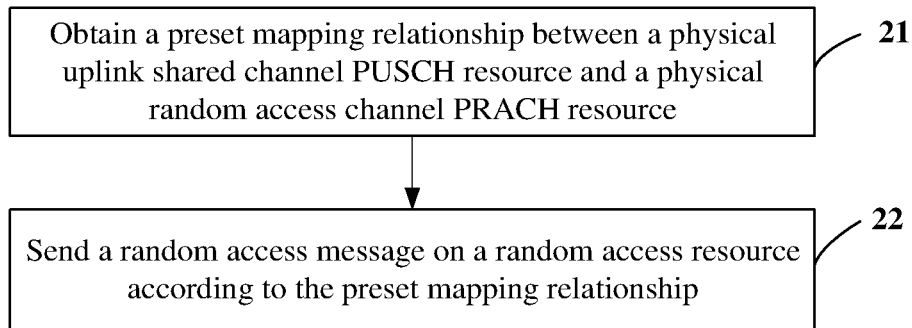 Obtain a preset mapping relationship between a physical
uplink shared channel PUSCH resource and a physical
random access channel PRACH resource
21
Send a random access message on a random access resource
according to the preset mapping relationship
22